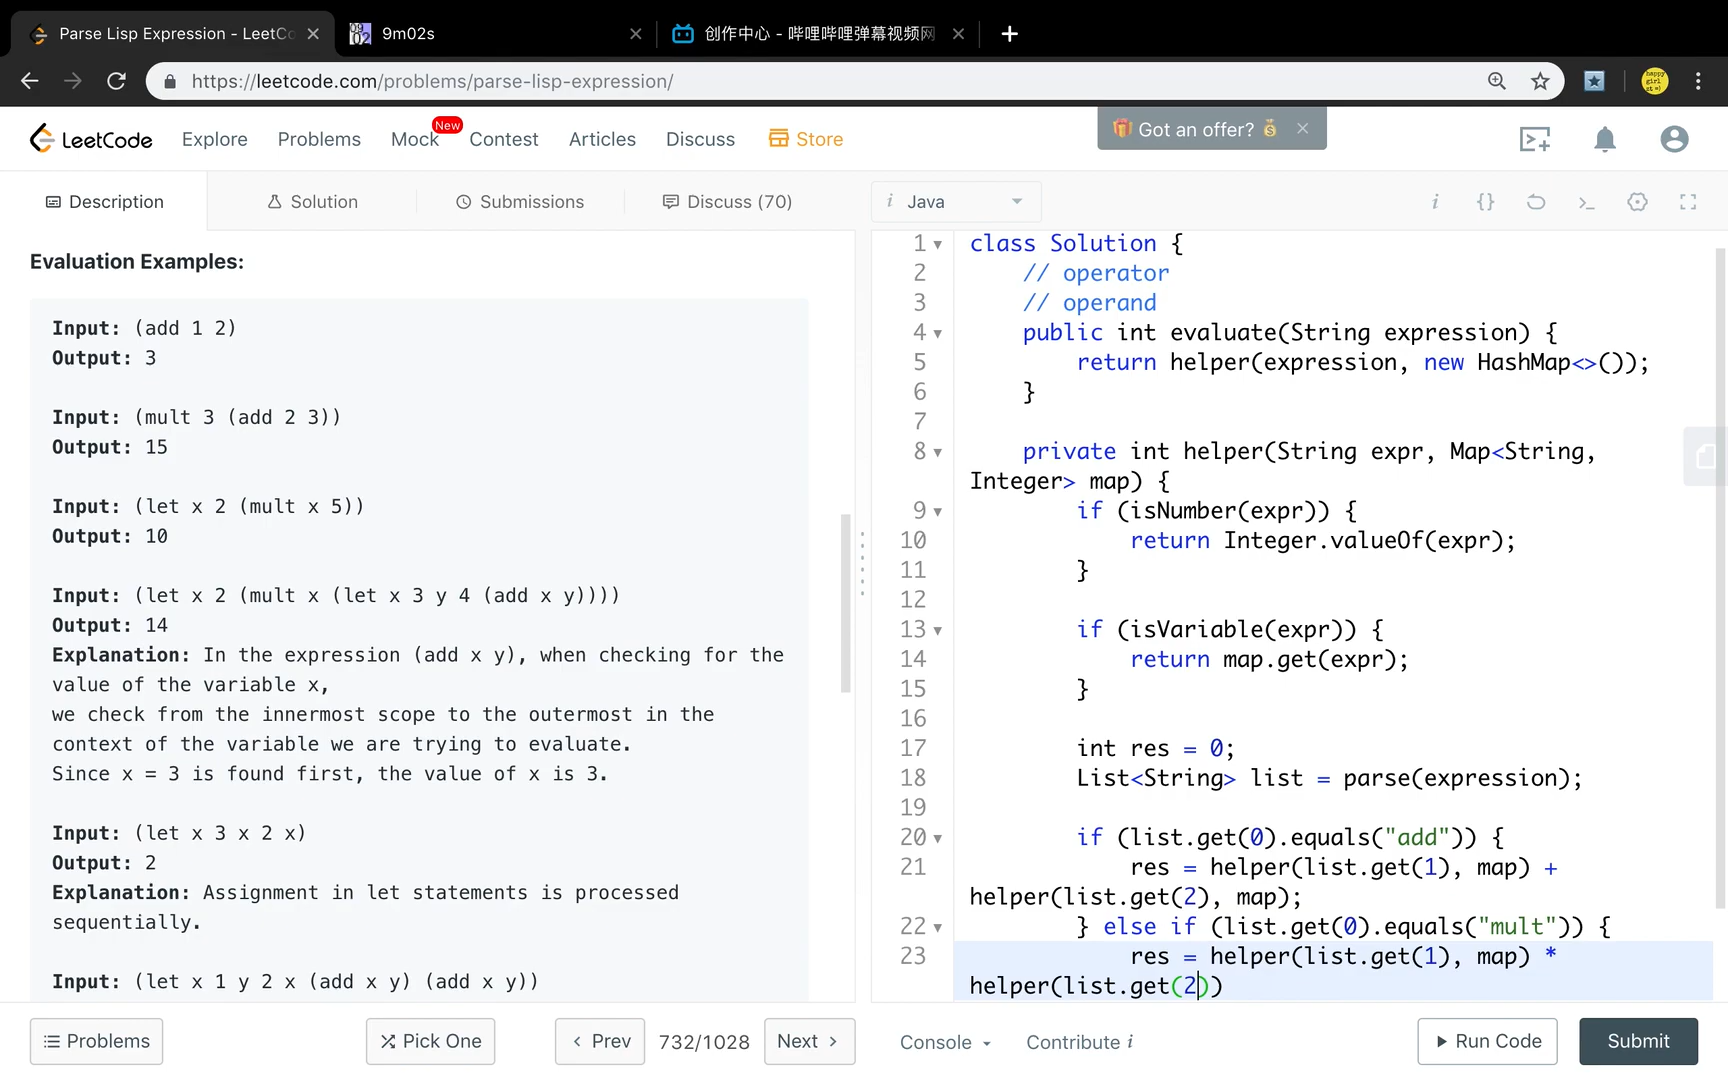 Parse Lisp Expression - LeetCo
9m02s
创作中心 - 哔哩哔哩弹幕视频网
https://leetcode.com/problems/parse-lisp-expression/
LeetCode
Explore
Problems
Mock
New
Contest
Articles
Discuss
Store
Got an offer?
Description
Solution
Submissions
Discuss (70)
i Java
Evaluation Examples:
Input: (add 1 2)
Output: 3
Input: (mult 3 (add 2 3))
Output: 15
Input: (let x 2 (mult x 5))
Output: 10
Input: (let x 2 (mult x (let x 3 y 4 (add x y))))
Output: 14
Explanation: In the expression (add x y), when checking for the
value of the variable x,
we check from the innermost scope to the outermost in the
context of the variable we are trying to evaluate.
Since x = 3 is found first, the value of x is 3.
Input: (let x 3 x 2 x)
Output: 2
Explanation: Assignment in let statements is processed
sequentially.
Input: (let x 1 y 2 x (add x y) (add x y))
1 class Solution {
2 // operator
3 // operand
4 public int evaluate(String expression) {
5 return helper(expression, new HashMap<>());
6 }
7
8 private int helper(String expr, Map<String,
Integer> map) {
9 if (isNumber(expr)) {
10 return Integer.valueOf(expr);
11 }
12
13 if (isVariable(expr)) {
14 return map.get(expr);
15 }
16
17 int res = 0;
18 List<String> list = parse(expression);
19
20 if (list.get(0).equals("add")) {
21 res = helper(list.get(1), map) +
helper(list.get(2), map);
22 } else if (list.get(0).equals("mult")) {
23 res = helper(list.get(1), map) *
helper(list.get(2))
Problems
Pick One
Prev
732/1028
Next
Console
Contribute i
Run Code
Submit